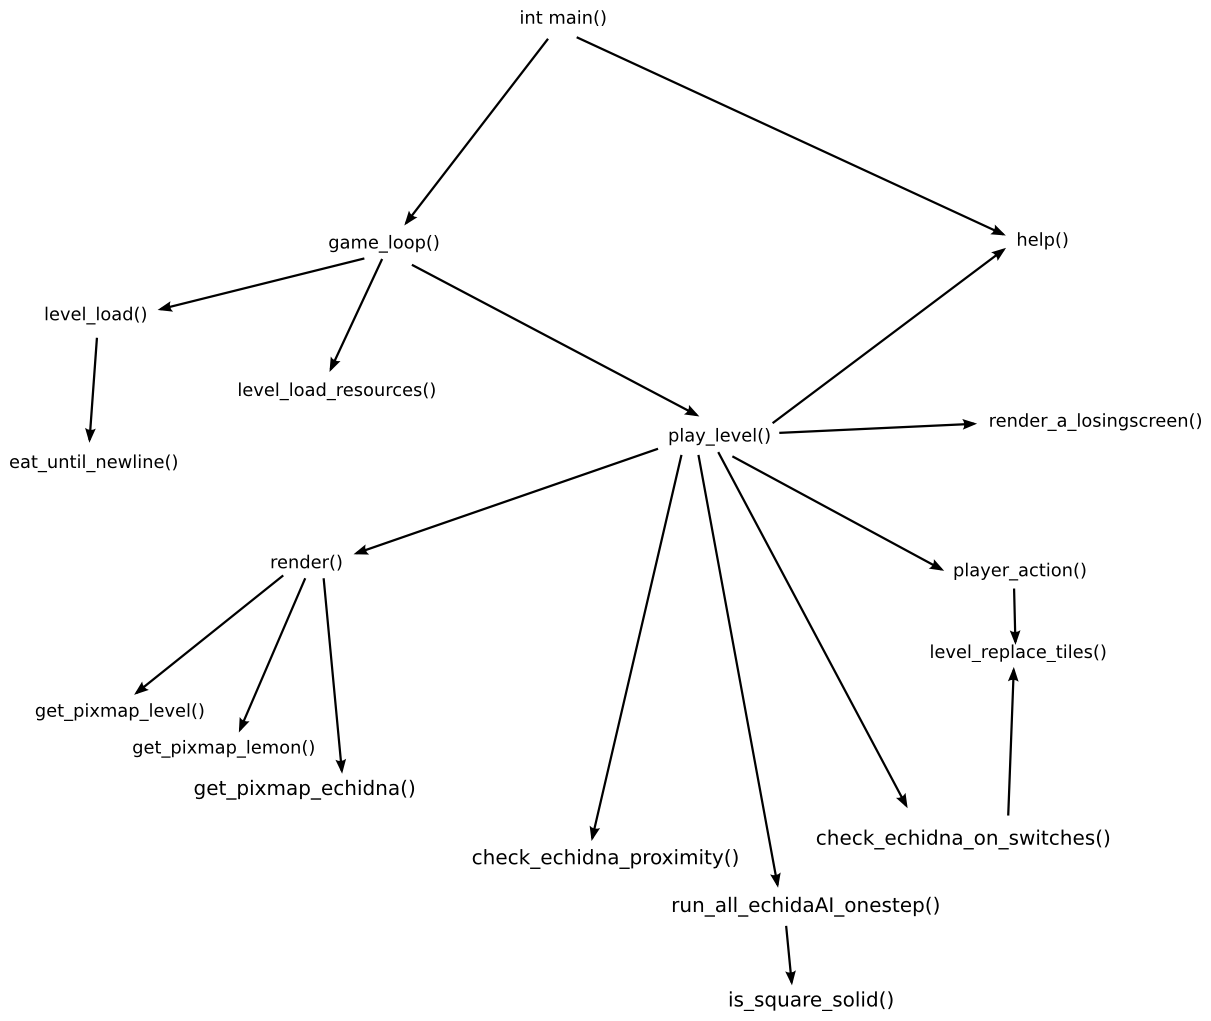 int main()
game_loop()
help()
level_load()
level_load_resources()
play_level()
render_a_losingscreen()
eat_until_newline()
render()
player_action()
level_replace_tiles()
get_pixmap_level()
get_pixmap_lemon()
get_pixmap_echidna()
check_echidna_on_switches()
check_echidna_proximity()
run_all_echidaAI_onestep()
is_square_solid()